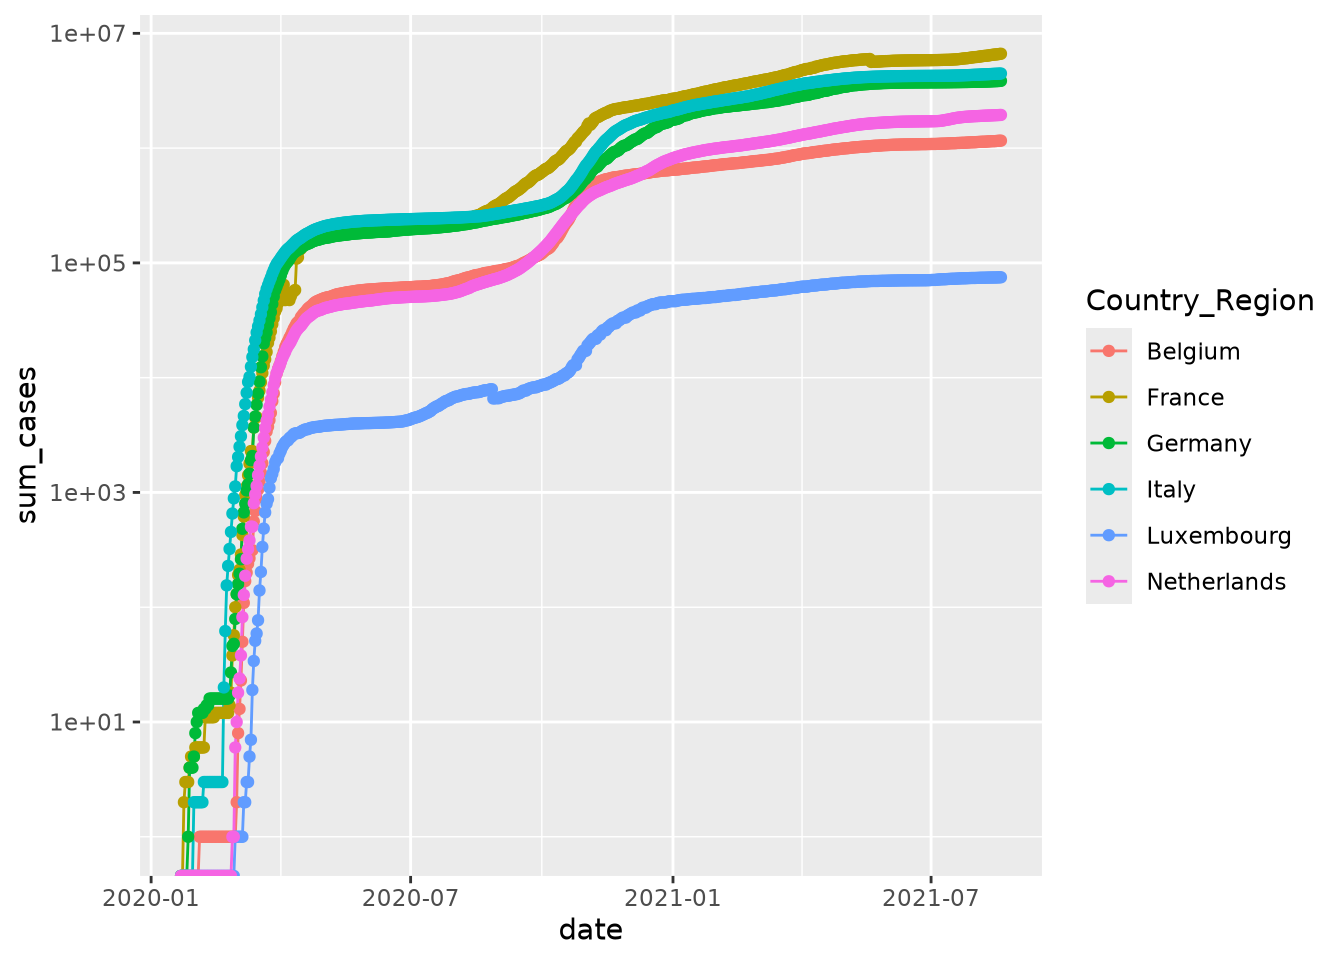 1e+07
1e+05
1e+03
1e+01
sum_cases
2020-01
2020-07
2021-01
2021-07
date
Country_Region
Belgium
France
Germany
Italy
Luxembourg
Netherlands